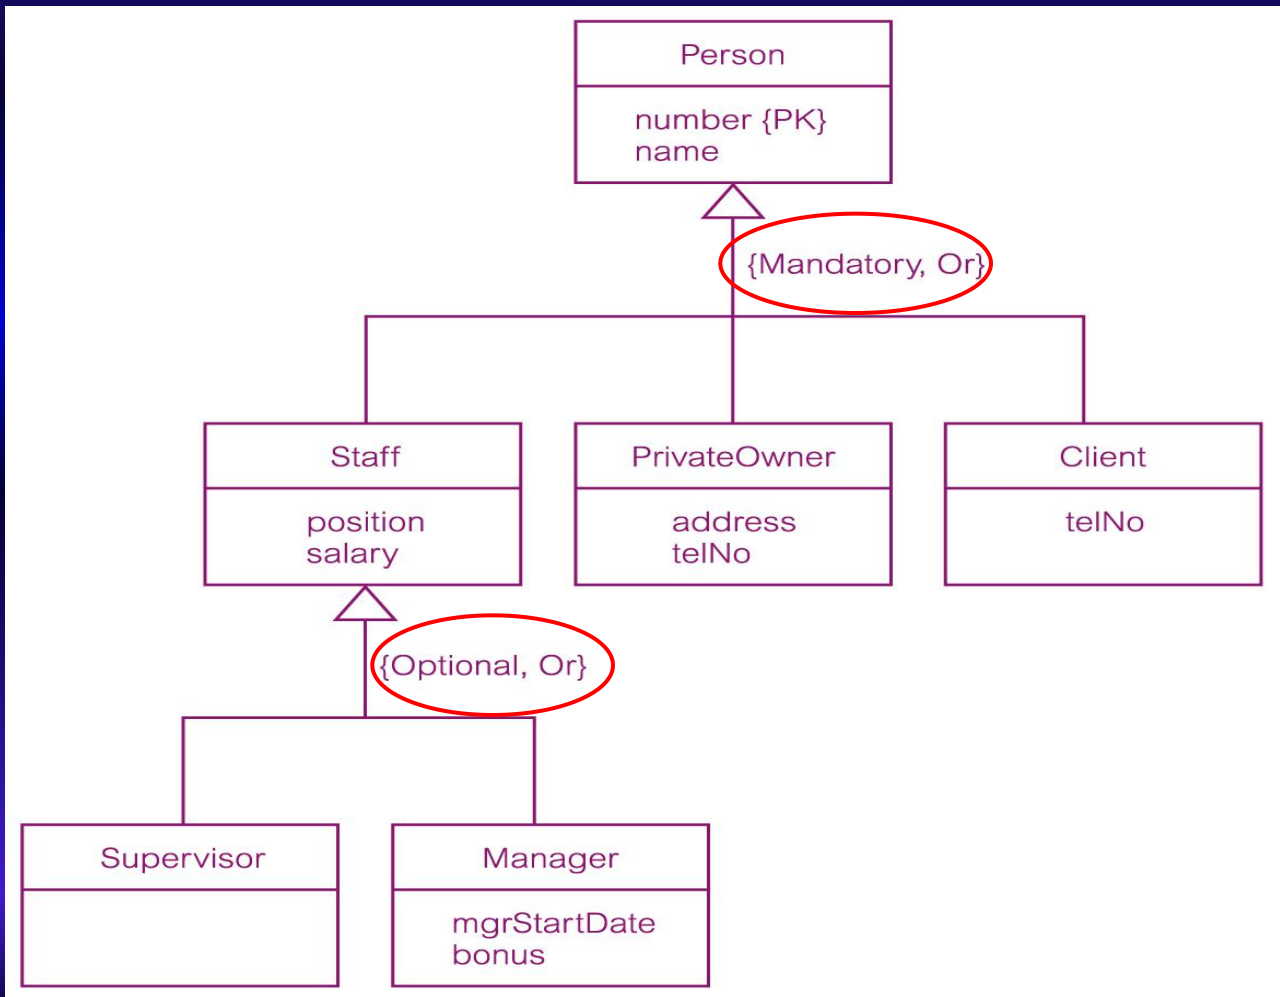 Person
number {PK}
name
{Mandatory, Or}
Staff
position
salary
PrivateOwner
address
telNo
Client
telNo
{Optional, Or}
Supervisor
Manager
mgrStartDate
bonus